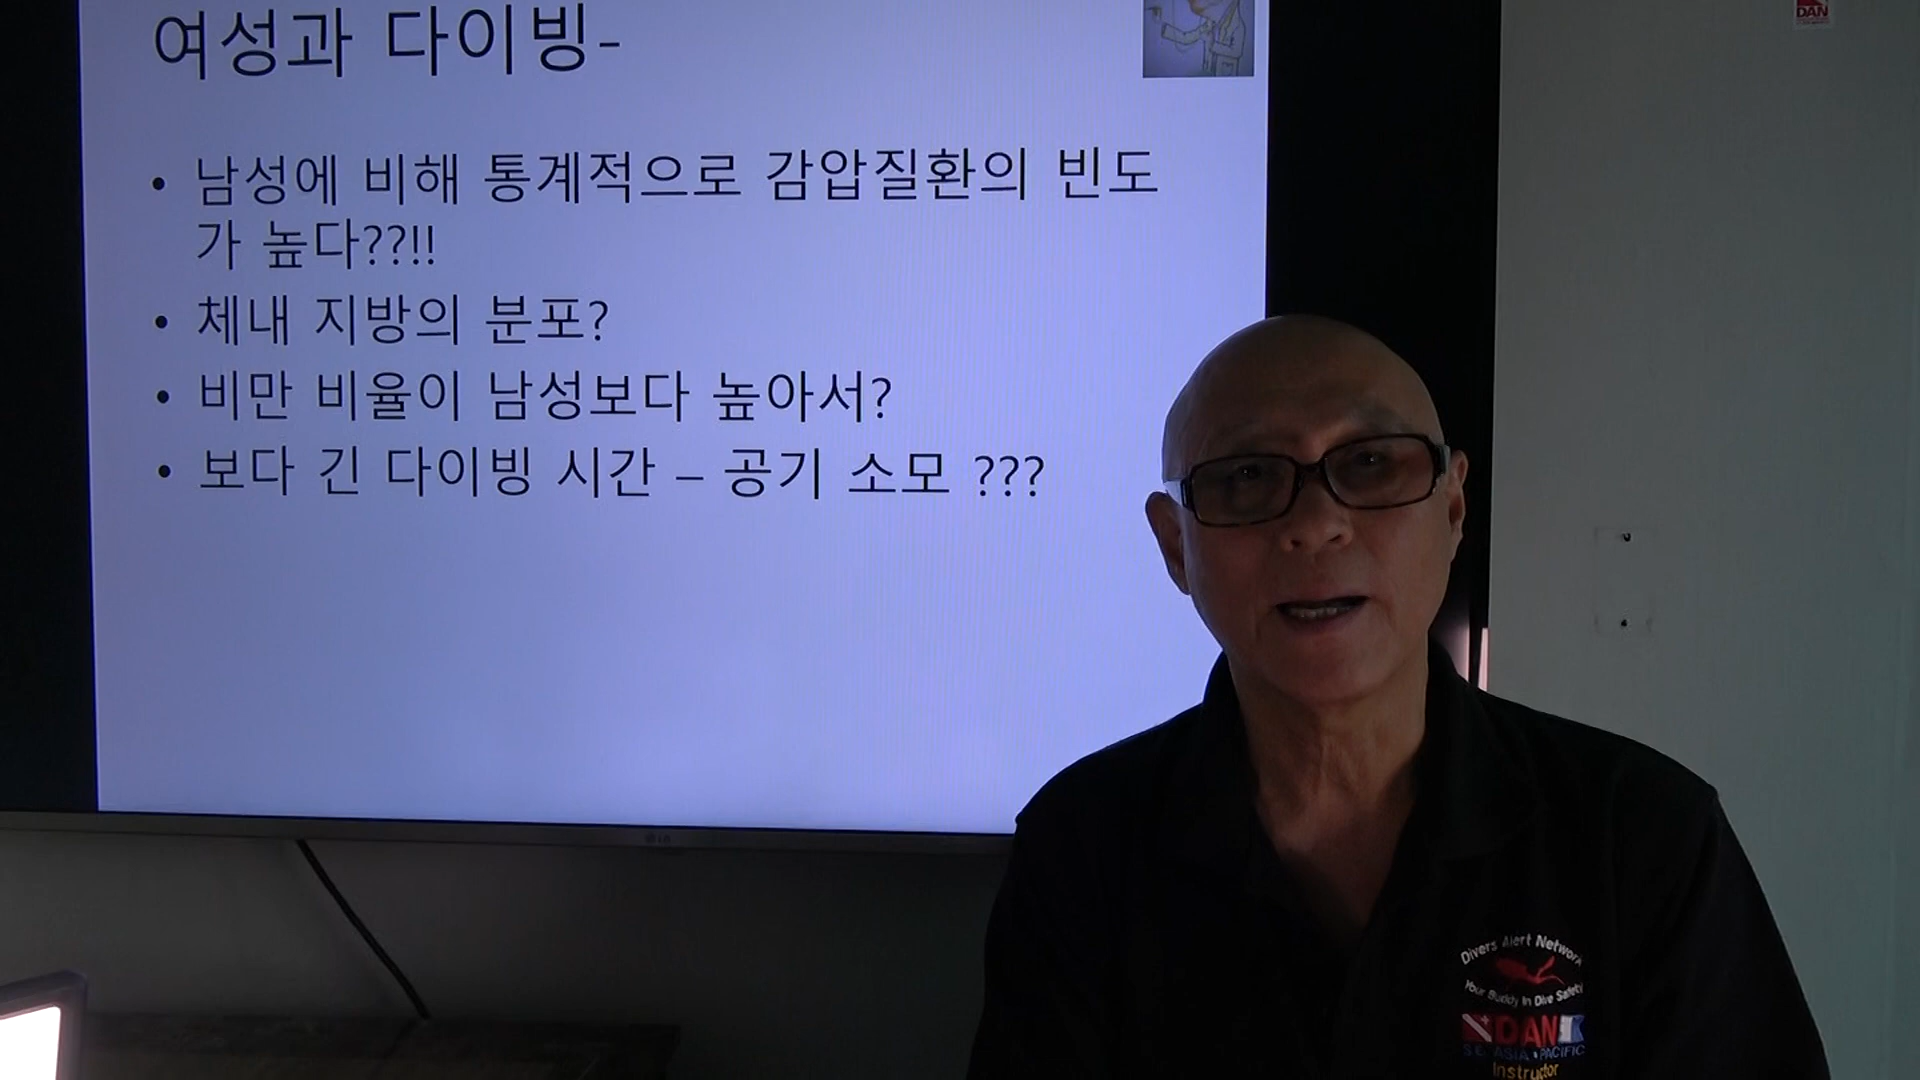 여성과 다이빙-
• 남성에 비해 통계적으로 감압질환의 빈도
가 높다??!!
• 체내 지방의 분포?
• 비만 비율이 남성보다 높아서?
• 보다 긴 다이빙 시간 – 공기 소모 ???
DAN
LG
Divers Alert Network
Your Buddy In Dive Safety
DAN
S.E. ASIA • PACIFIC
Instructor